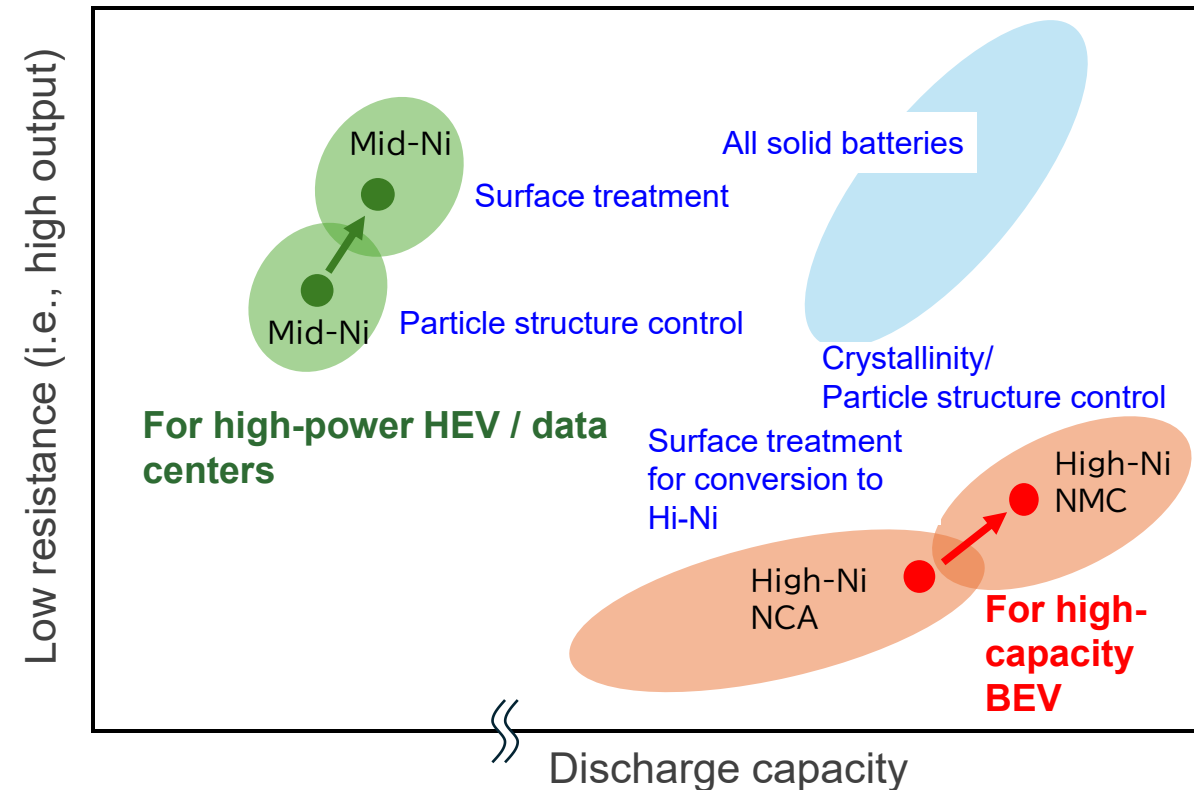 Low resistance (i.e., high output)
Mid-Ni
Surface treatment
Mid-Ni
Particle structure control
For high-power HEV / data
centers
All solid batteries
Crystallinity/
Particle structure control
Surface treatment
for conversion to
Hi-Ni
High-Ni
NMC
High-Ni
NCA
For high-
capacity
BEV
Discharge capacity